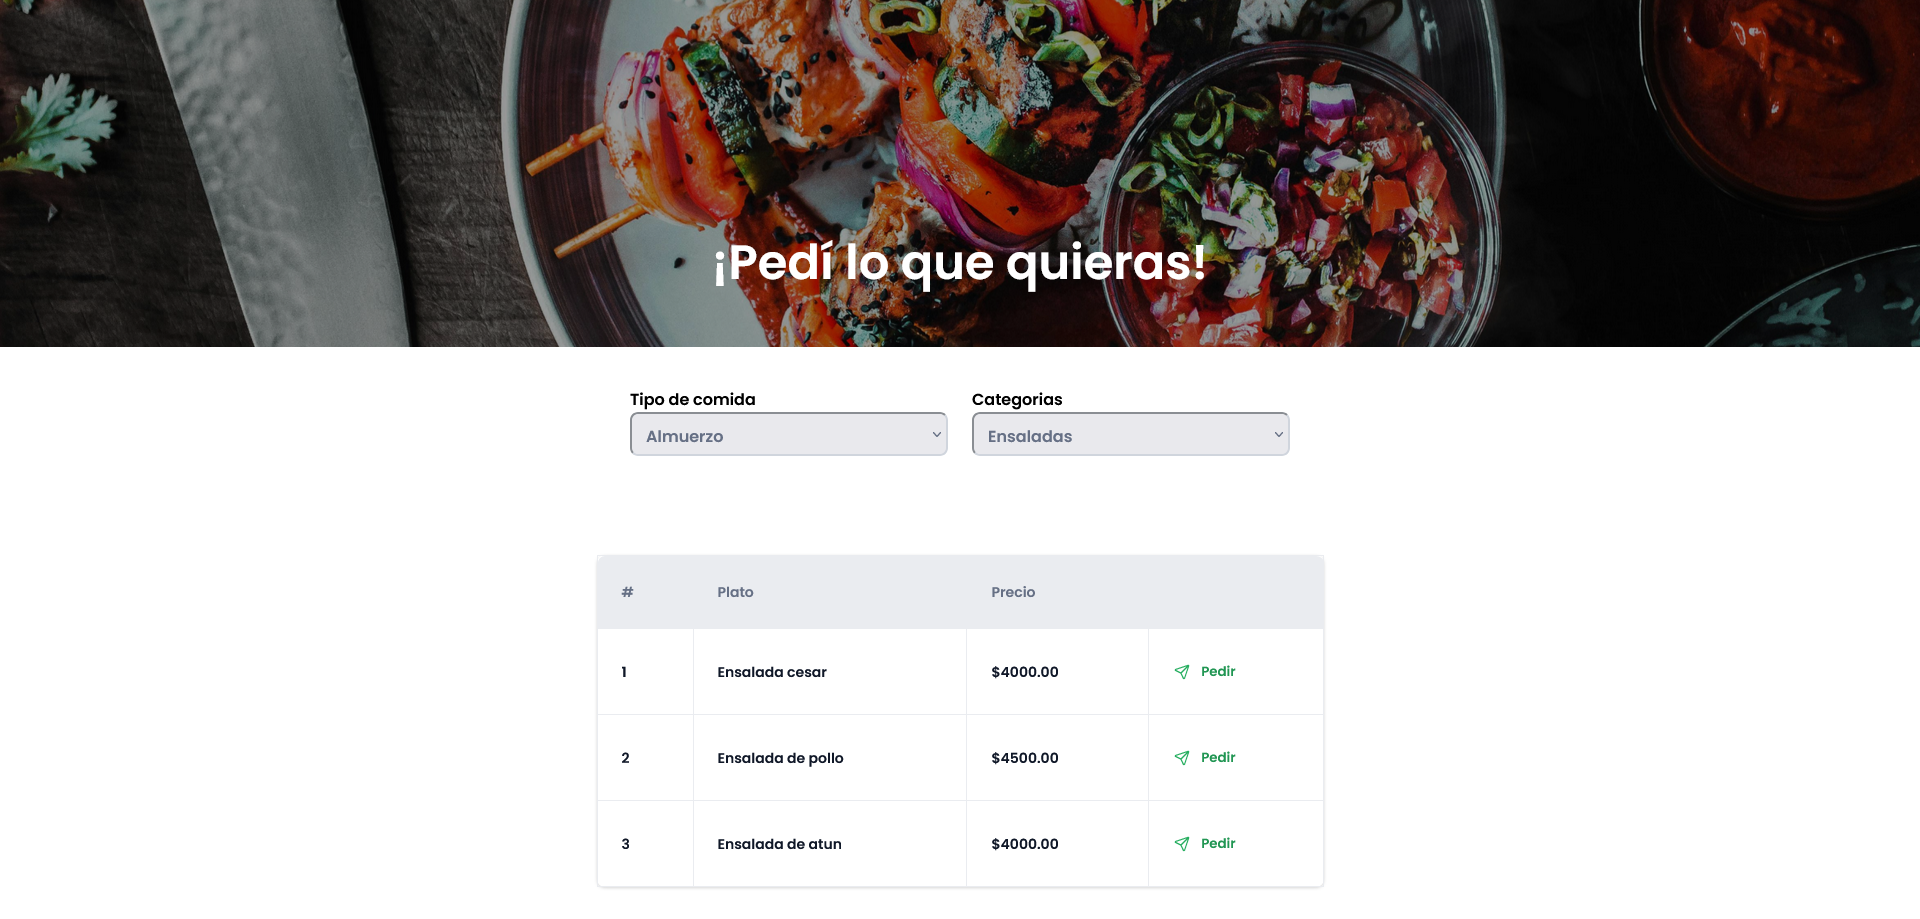 ¡Pedí lo que quieras!
Tipo de comida
Categorias
Almuerzo
Ensaladas
# Plato Precio
1 Ensalada cesar $4000.00 Pedir
2 Ensalada de pollo $4500.00 Pedir
3 Ensalada de atun $4000.00 Pedir